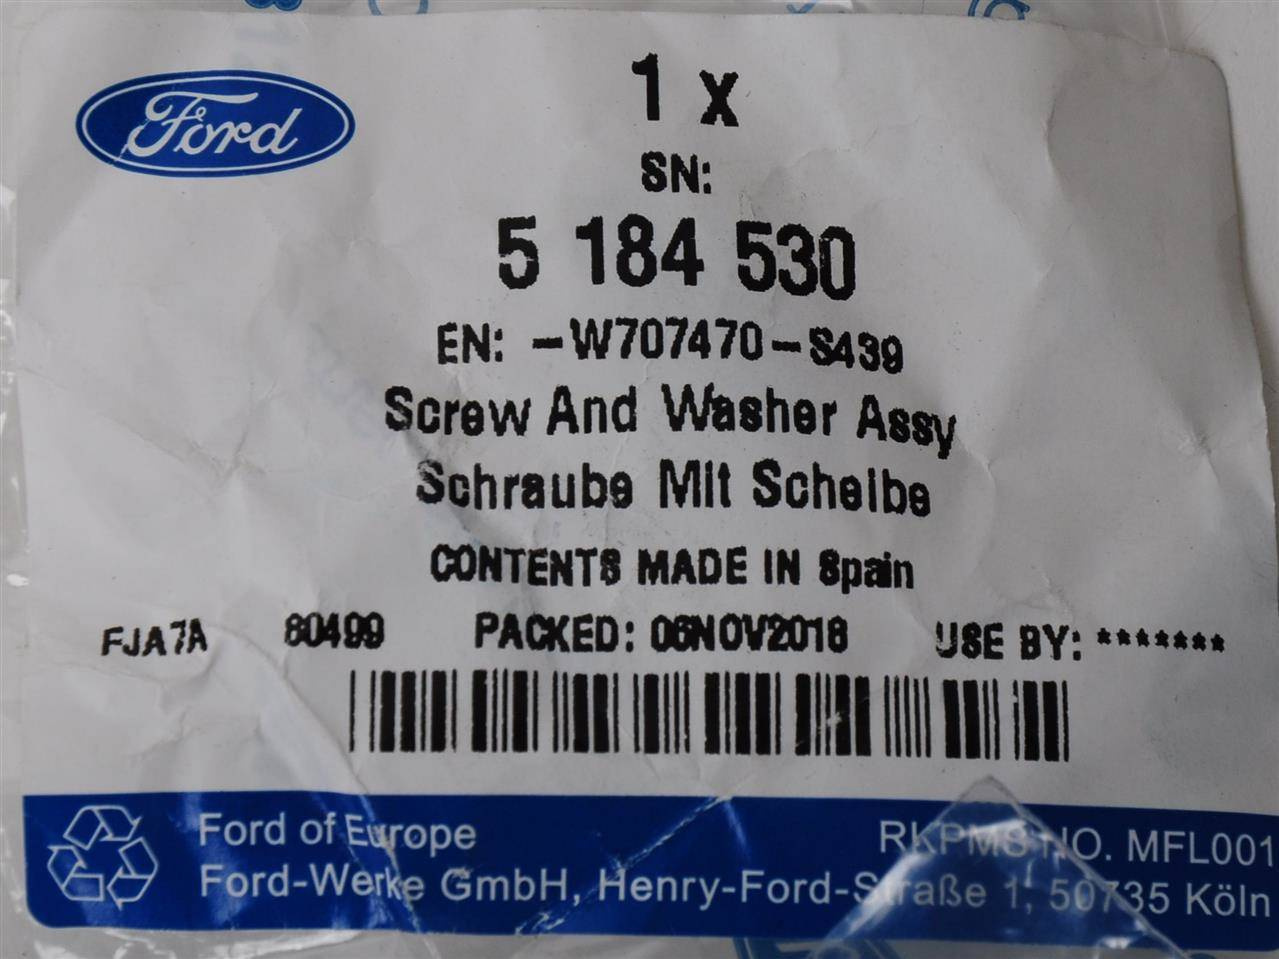 Ford
1 x
SN:
5 184 530
EN: -W707470-S439
Screw And Washer Assy
Schraube Mit Scheibe
CONTENTS MADE IN Spain
FJA7A 80499 PACKED: 06NOV2018 USE BY: *******
Ford of Europe RKPMS NO. MFL001
Ford-Werke GmbH, Henry-Ford-Straße 1, 50735 Köln